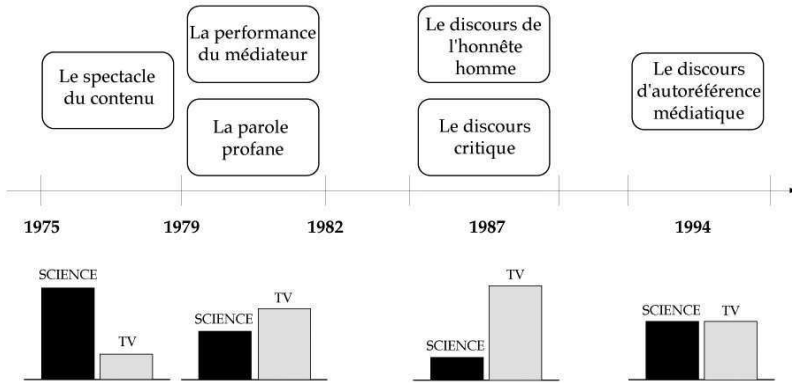 La performance
du médiateur
Le discours de
l'honnête
homme
Le spectacle
du contenu
Le discours
d'autoréférence
médiatique
La parole
profane
Le discours
critique
1975
1979
1982
1987
1994
SCIENCE
TV
SCIENCE
TV
SCIENCE
TV
SCIENCE
TV